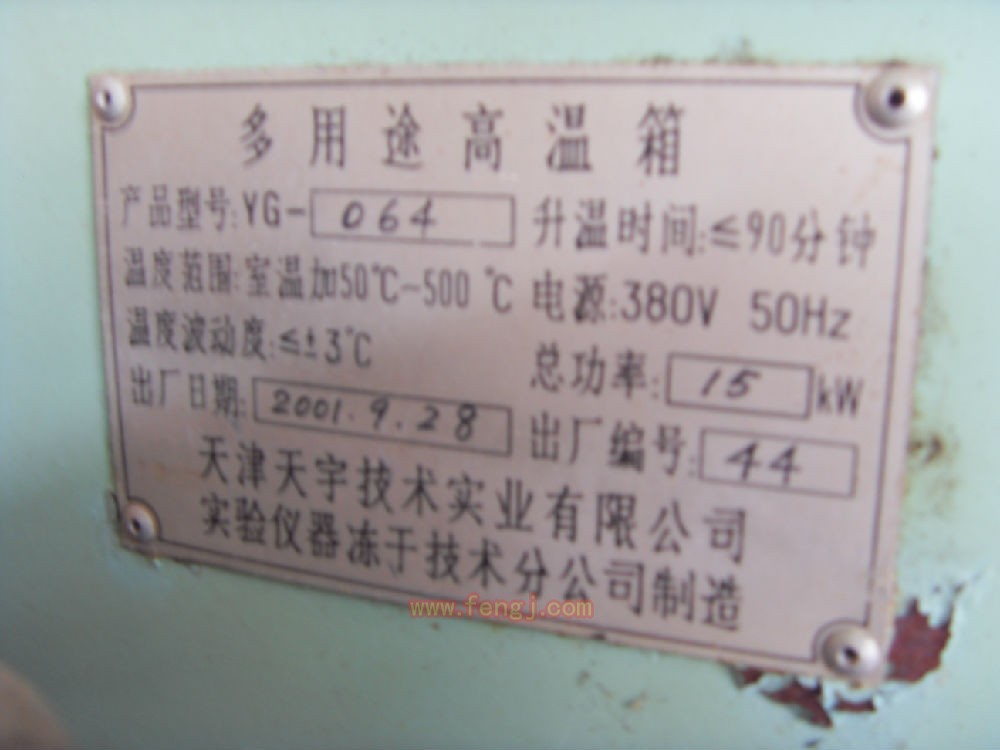 多用途高温箱
产品型号:YG-064 升温时间:≤90分钟
温度范围:室温加50℃~500℃ 电源:380V 50Hz
温度波动度:≤±3℃ 总功率:15kW
出厂日期:2001.9.28 出厂编号:44
天津天宇技术实业有限公司
实验仪器冻干技术分公司制造
www.fengj.com